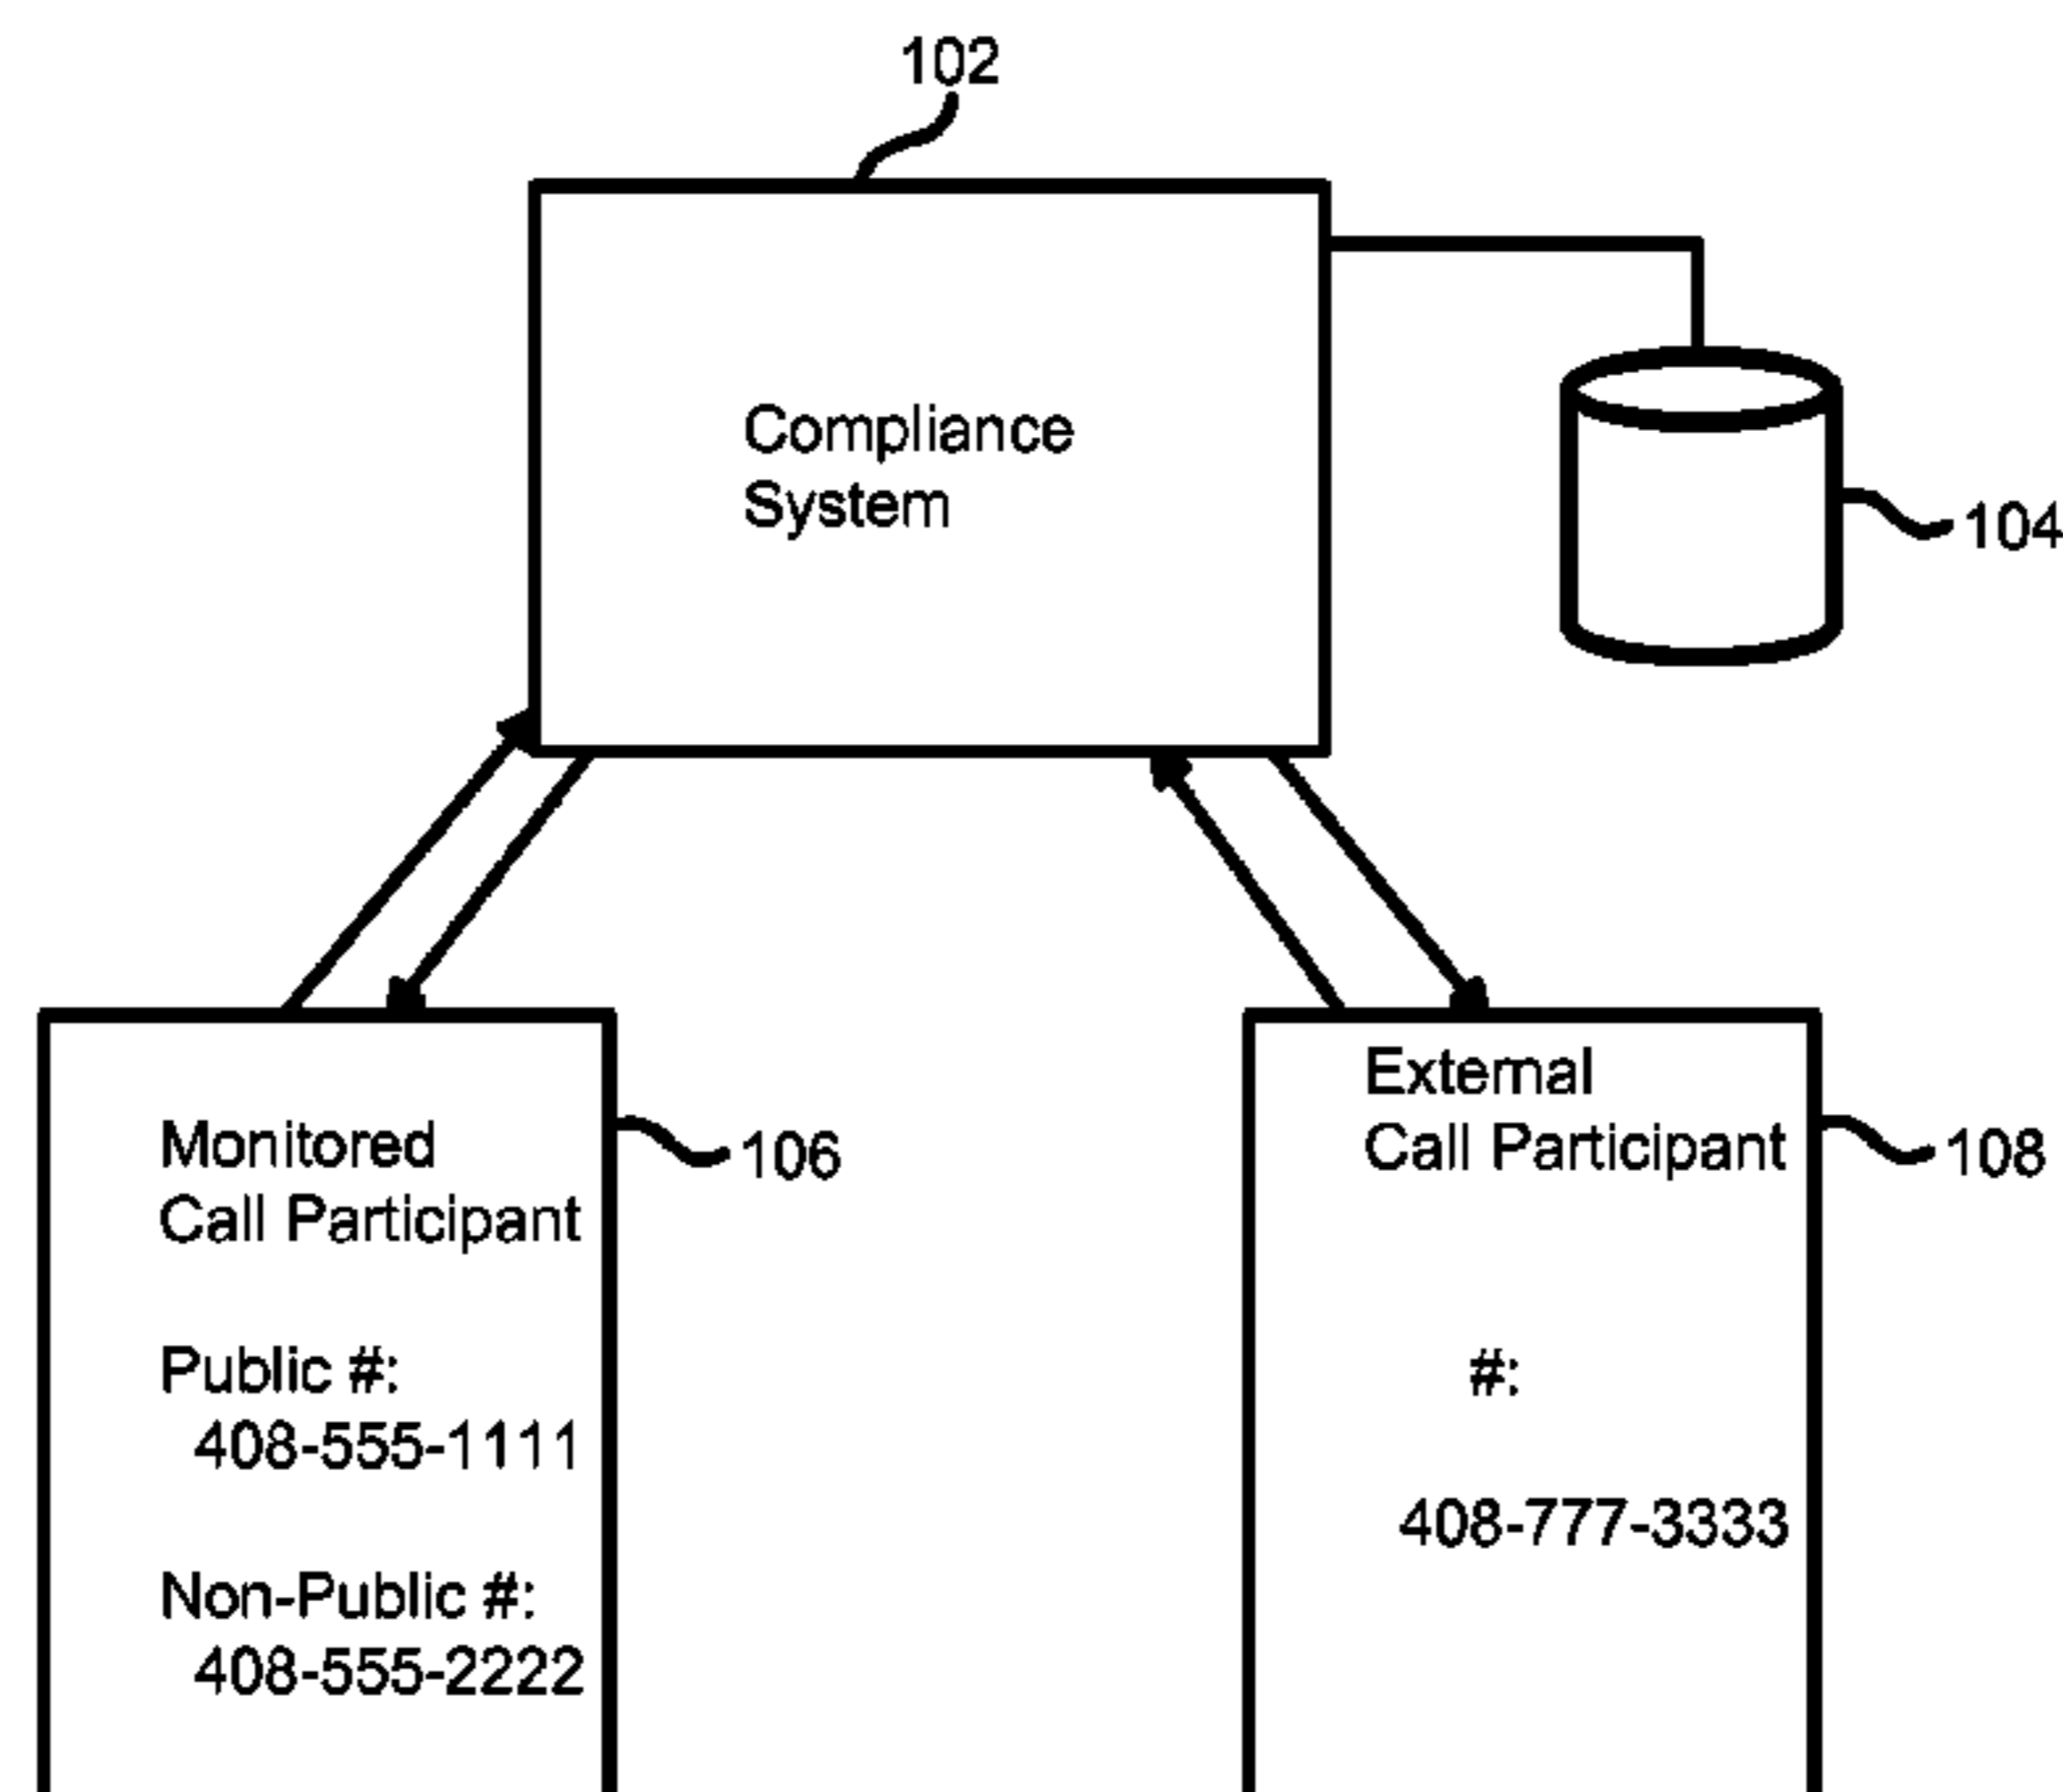 102
Compliance
System
104
Monitored
Call Participant
106
Public #:
408-555-1111
Non-Public #:
408-555-2222
External
Call Participant
108
#:
408-777-3333